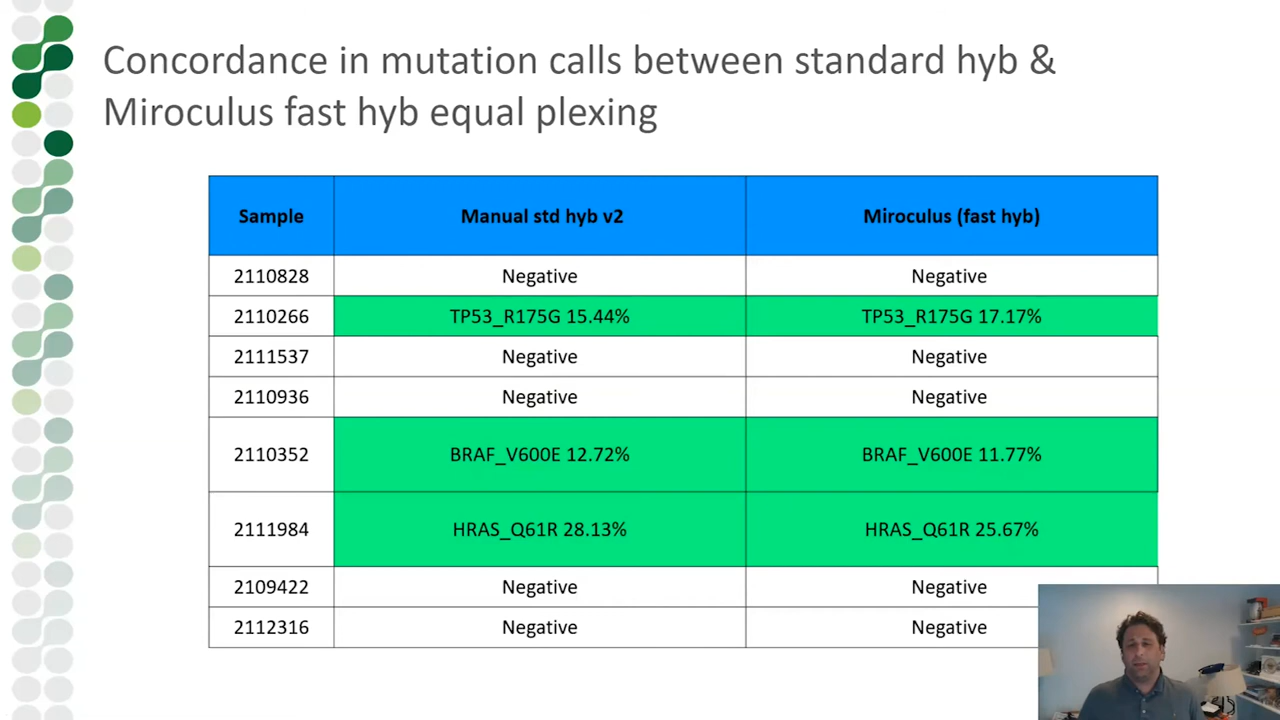 Concordance in mutation calls between standard hyb &
Miroculus fast hyb equal plexing
Sample Manual std hyb v2 Miroculus (fast hyb)
2110828 Negative Negative
2110266 TP53_R175G 15.44% TP53_R175G 17.17%
2111537 Negative Negative
2110936 Negative Negative
2110352 BRAF_V600E 12.72% BRAF_V600E 11.77%
2111984 HRAS_Q61R 28.13% HRAS_Q61R 25.67%
2109422 Negative Negative
2112316 Negative Negative